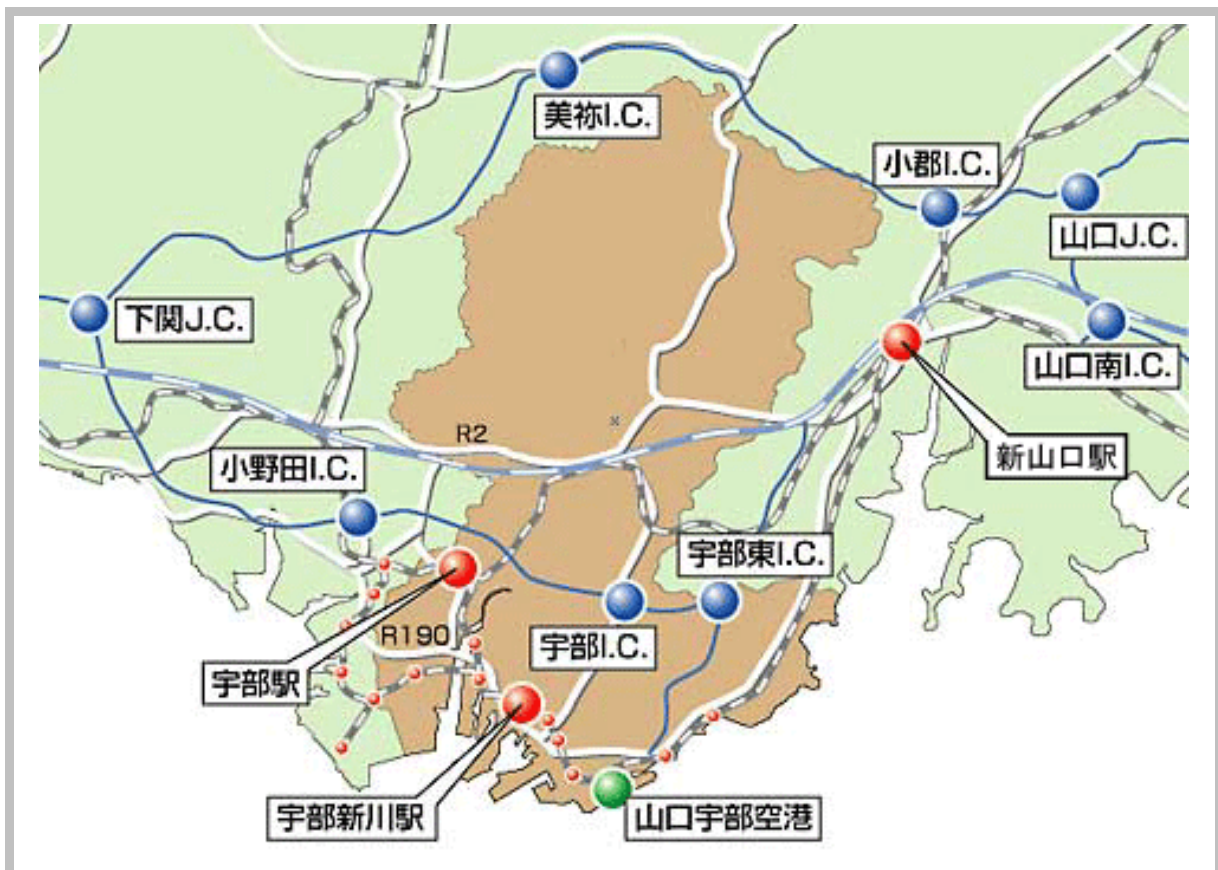 美祢I.C.
小郡I.C.
山口J.C.
下関J.C.
山口南I.C.
R2
新山口駅
小野田I.C.
宇部東I.C.
R190
宇部I.C.
宇部駅
宇部新川駅
山口宇部空港